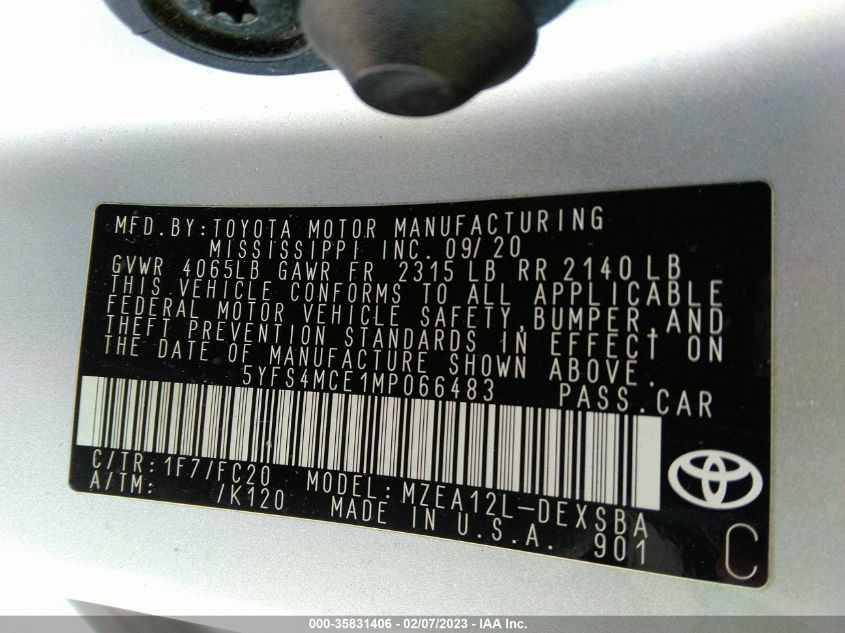 MFD.BY:TOYOTA MOTOR MANUFACTURING
MISSISSIPPI INC. 09/20
GVWR 4065LB GAWR FR 2315 LB RR 2140 LB
THIS VEHICLE CONFORMS TO ALL APPLICABLE
FEDERAL MOTOR VEHICLE SAFETY,BUMPER,AND
THEFT PREVENTION STANDARDS IN EFFECT ON
THE DATE OF MANUFACTURE SHOWN ABOVE.
5YFS4MCE1MP066483 PASS.CAR
C/TR:1F7/FC20 MODEL:MZEA12L-DEXSBA
A/TM: /K120 MADE IN U.S.A. 901
C
000-35831406 — 02/07/2023 — IAA Inc.